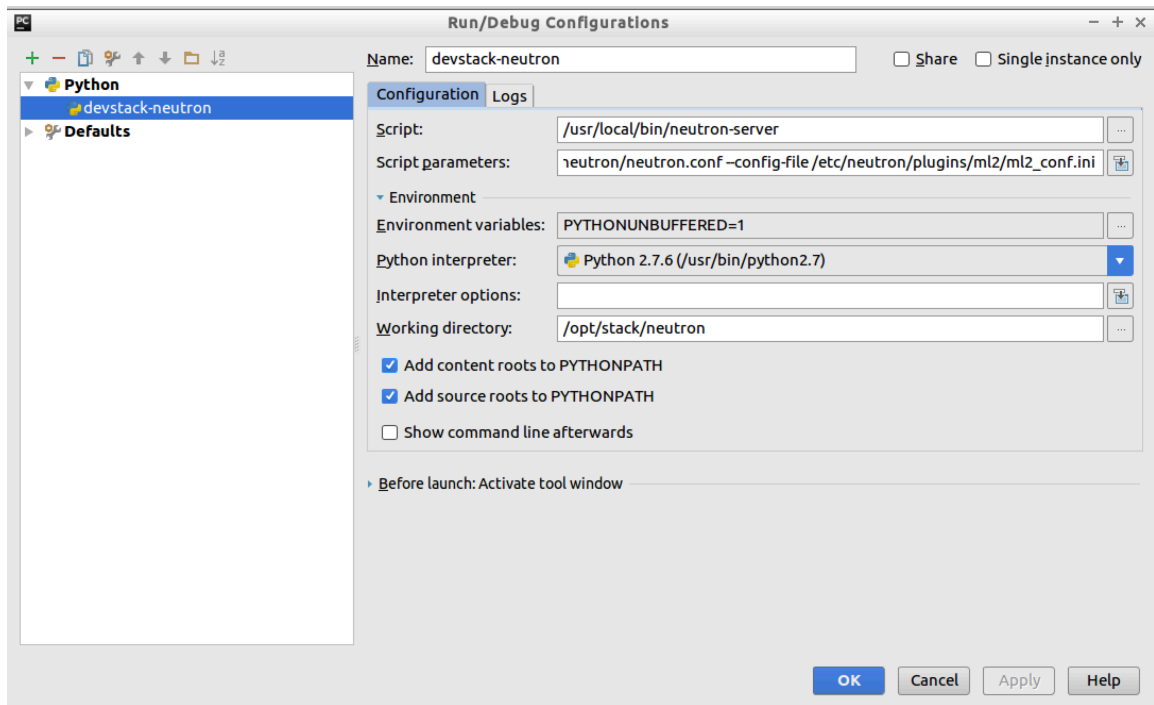 PC Run/Debug Configurations
Name: devstack-neutron Share Single instance only
Python
devstack-neutron
Defaults
Configuration Logs
Script: /usr/local/bin/neutron-server ...
Script parameters: neutron/neutron.conf --config-file /etc/neutron/plugins/ml2/ml2_conf.ini
Environment
Environment variables: PYTHONUNBUFFERED=1 ...
Python interpreter: Python 2.7.6 (/usr/bin/python2.7)
Interpreter options:
Working directory: /opt/stack/neutron ...
Add content roots to PYTHONPATH
Add source roots to PYTHONPATH
Show command line afterwards
Before launch: Activate tool window
OK Cancel Apply Help